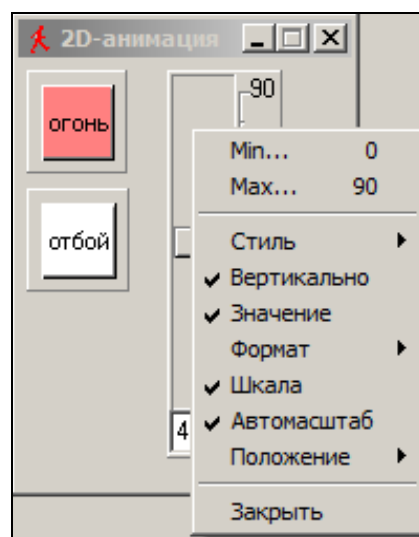 2D-анимация
огонь
90
отбой
4
Min... 0
Max... 90
Стиль
Вертикально
Значение
Формат
Шкала
Автомасштаб
Положение
Закрыть